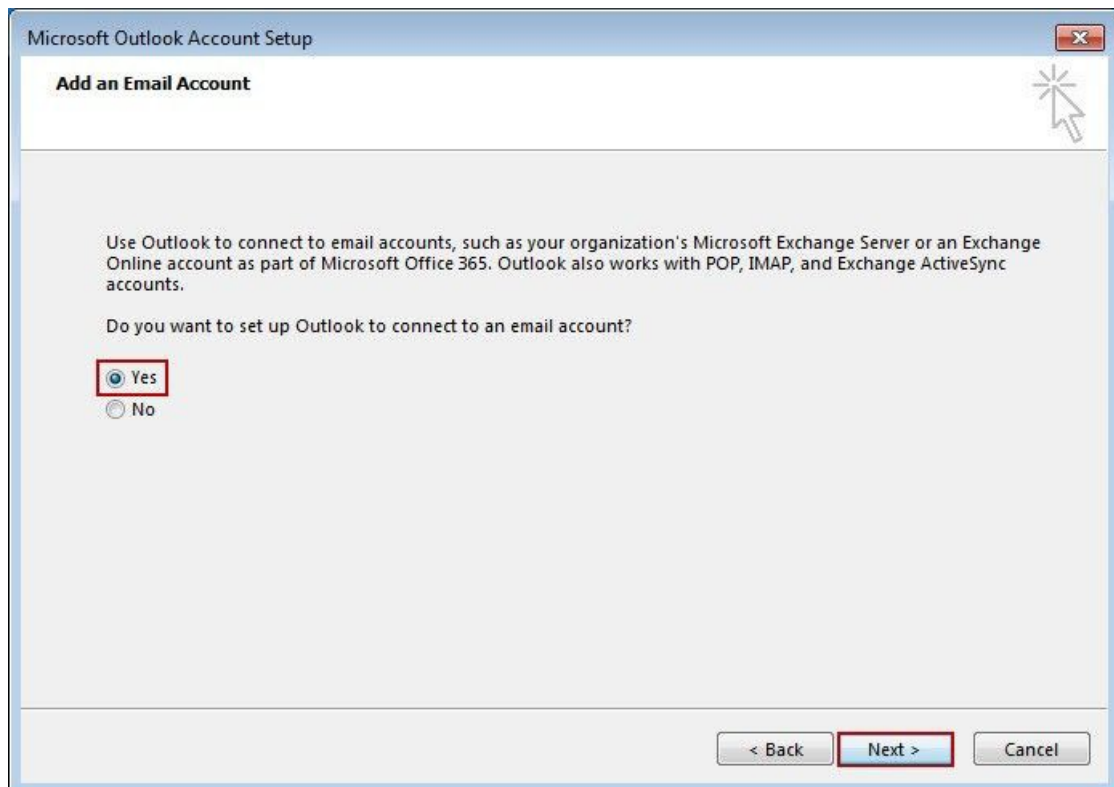 Microsoft Outlook Account Setup
Add an Email Account
Use Outlook to connect to email accounts, such as your organization's Microsoft Exchange Server or an Exchange
Online account as part of Microsoft Office 365. Outlook also works with POP, IMAP, and Exchange ActiveSync
accounts.
Do you want to set up Outlook to connect to an email account?
Yes
No
< Back Next > Cancel